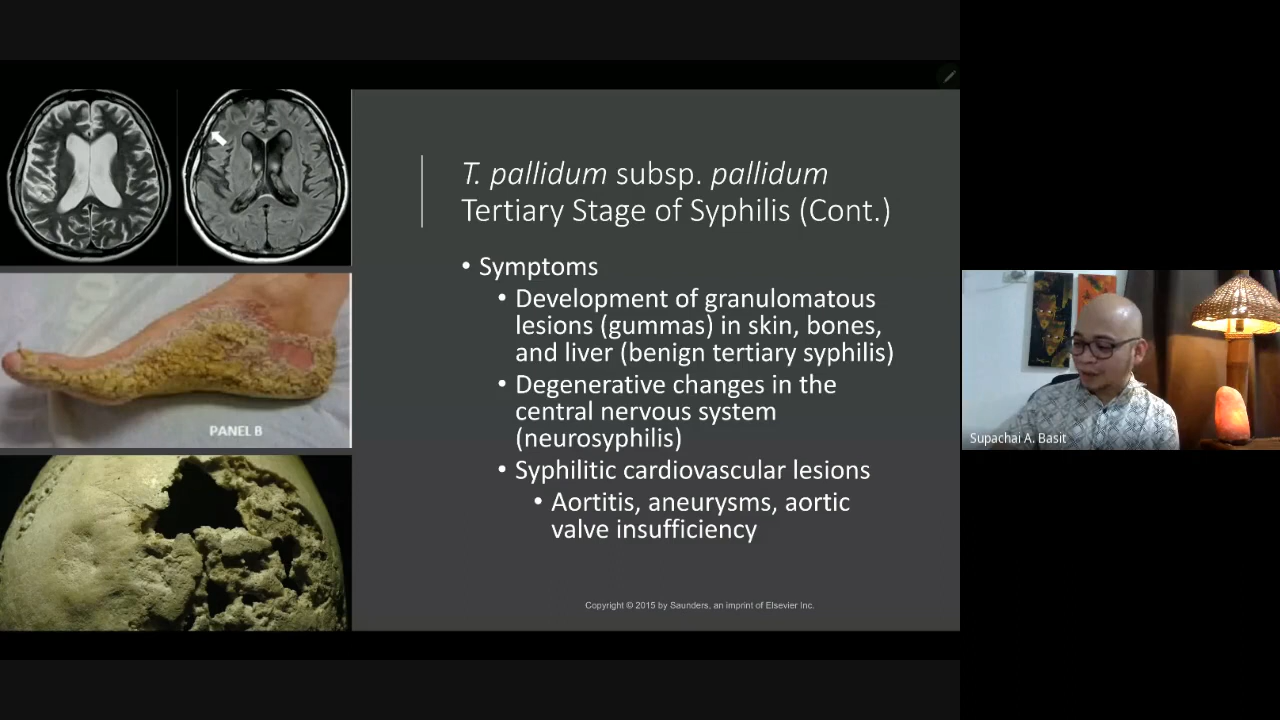 T. pallidum subsp. pallidum
Tertiary Stage of Syphilis (Cont.)
• Symptoms
• Development of granulomatous
lesions (gummas) in skin, bones,
and liver (benign tertiary syphilis)
• Degenerative changes in the
central nervous system
(neurosyphilis)
• Syphilitic cardiovascular lesions
• Aortitis, aneurysms, aortic
valve insufficiency
Copyright © 2015 by Saunders, an imprint of Elsevier Inc.
PANEL B
Supachai A. Basit